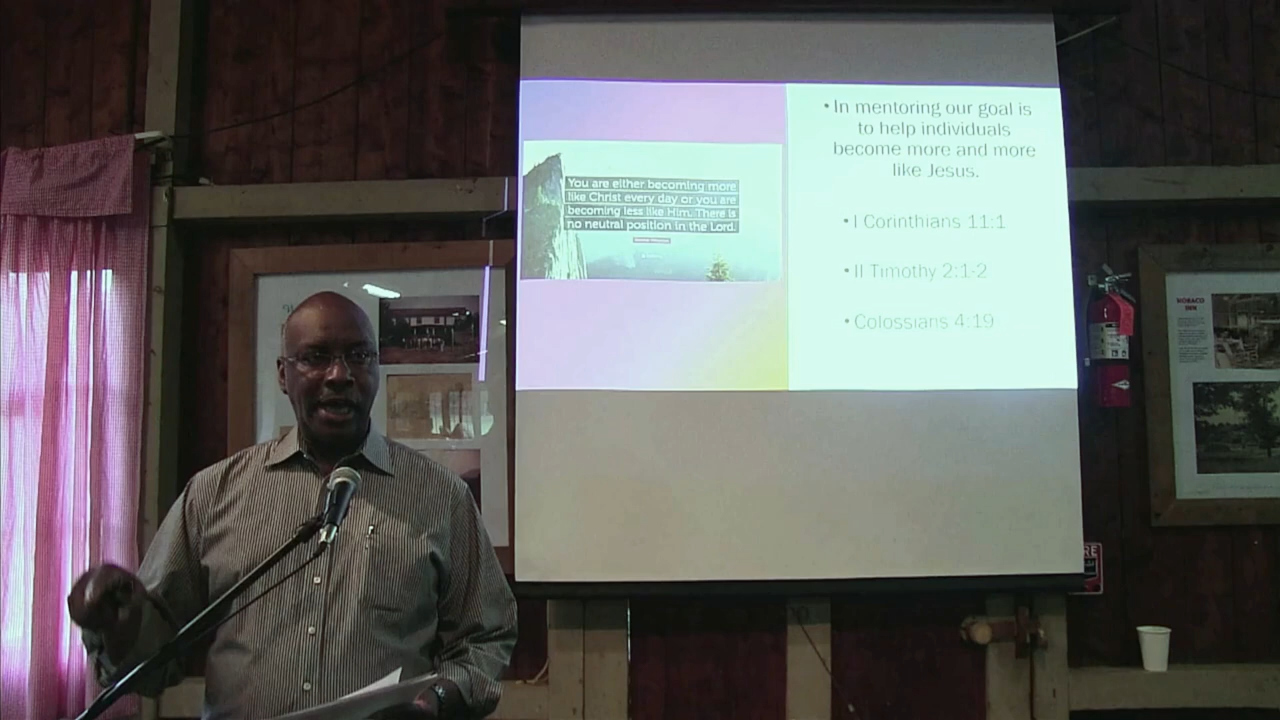 • In mentoring our goal is
to help individuals
become more and more
like Jesus.
You are either becoming more
like Christ every day or you are
becoming less like Him. There is
no neutral position in the Lord.
• I Corinthians 11:1
• II Timothy 2:1-2
• Colossians 4:19